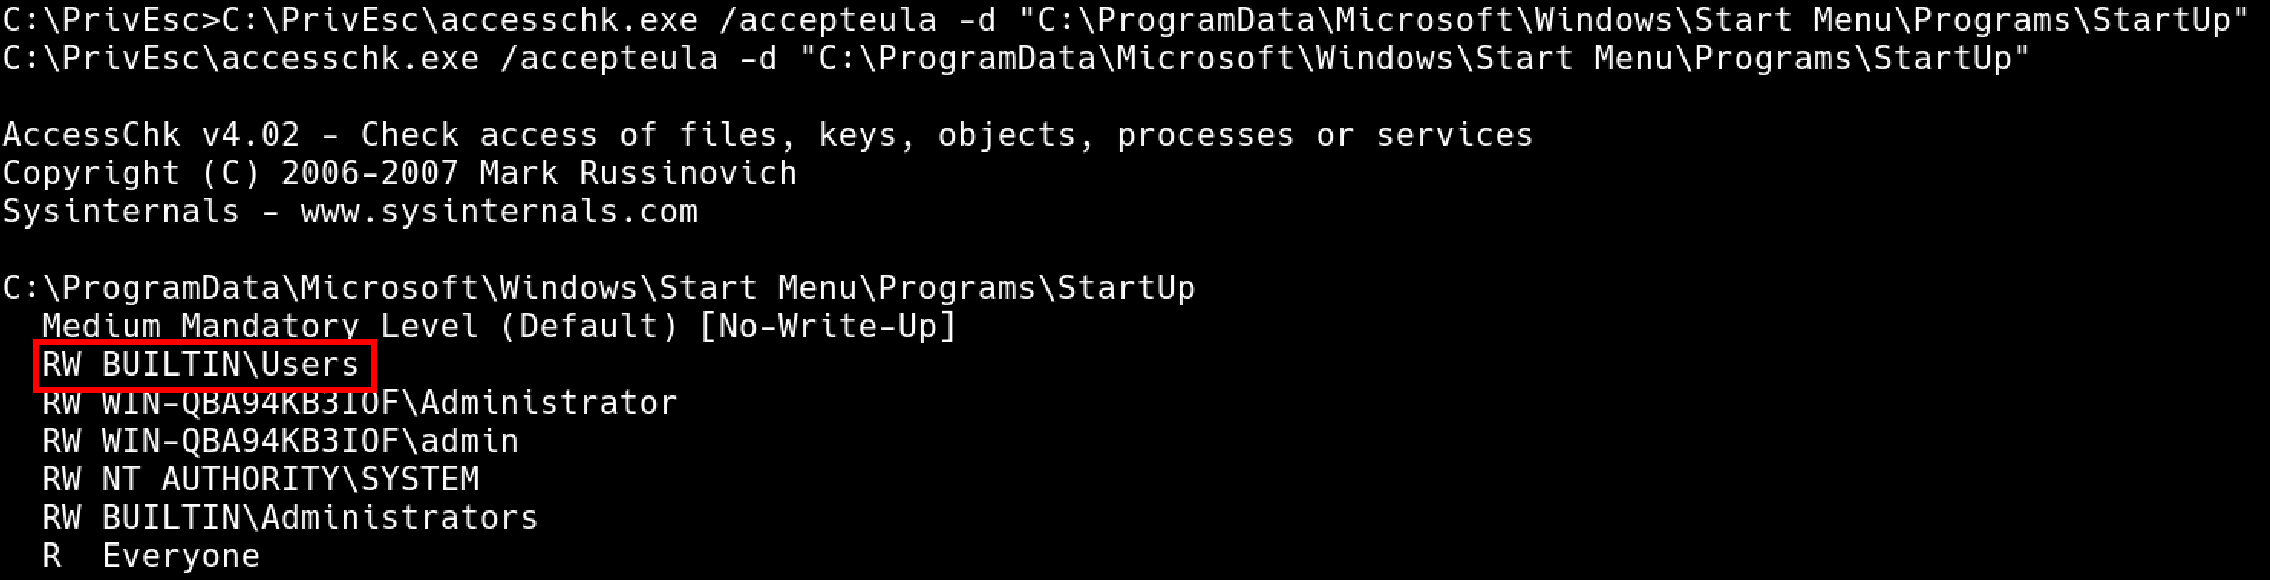 C:\PrivEsc>C:\PrivEsc\accesschk.exe /accepteula -d "C:\ProgramData\Microsoft\Windows\Start Menu\Programs\StartUp"
C:\PrivEsc\accesschk.exe /accepteula -d "C:\ProgramData\Microsoft\Windows\Start Menu\Programs\StartUp"
AccessChk v4.02 - Check access of files, keys, objects, processes or services
Copyright (C) 2006-2007 Mark Russinovich
Sysinternals - www.sysinternals.com
C:\ProgramData\Microsoft\Windows\Start Menu\Programs\StartUp
Medium Mandatory Level (Default) [No-Write-Up]
RW BUILTIN\Users
RW WIN-QBA94KB3IOF\Administrator
RW WIN-QBA94KB3IOF\admin
RW NT AUTHORITY\SYSTEM
RW BUILTIN\Administrators
R  Everyone